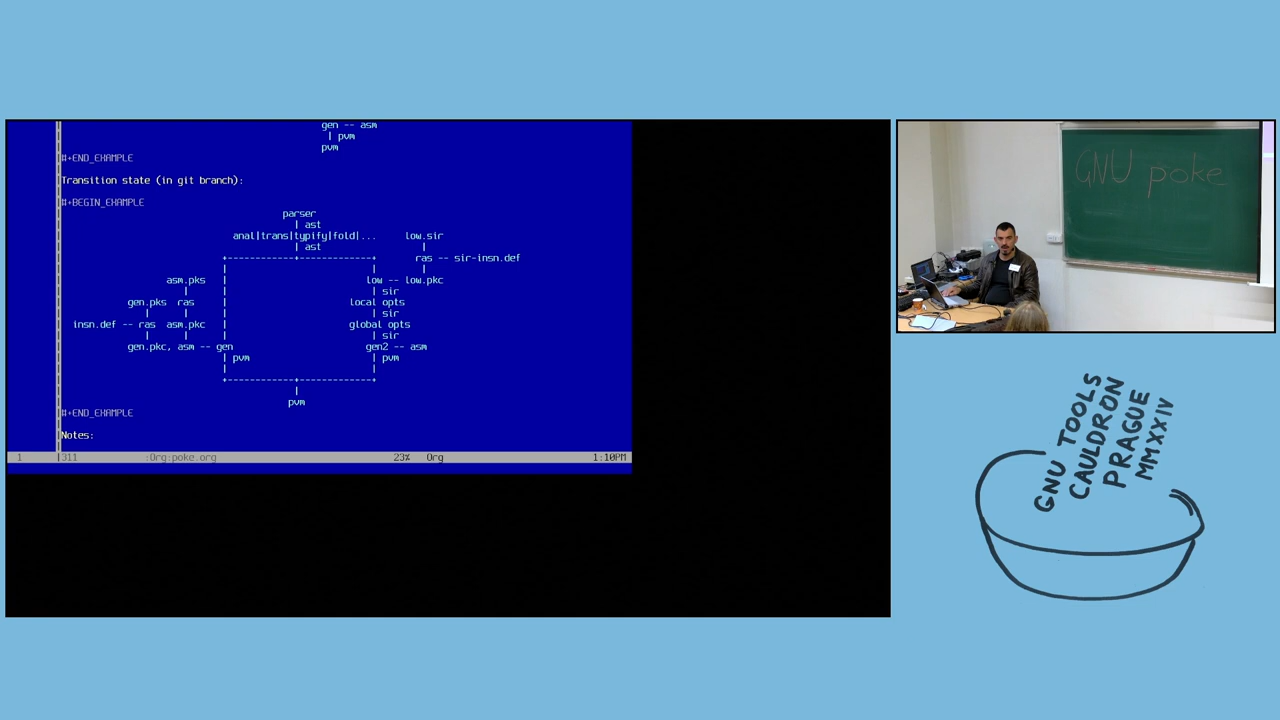 gen -- asm
| pvm
pvm
#+END_EXAMPLE
Transition state (in git branch):
#+BEGIN_EXAMPLE
parser
| ast
anal|trans|typify|fold|... low.sir
| ast |
+-----------+------------+ ras -- sir-insn.def
| | |
asm.pks | low -- low.pkc
| | | sir
gen.pks ras | local opts
| | | | sir
insn.def -- ras asm.pkc | global opts
| | | | sir
gen.pkc, asm -- gen gen2 -- asm
| pvm | pvm
| |
+-----------+------------+
|
pvm
#+END_EXAMPLE
Notes:
1 |311 :Org:poke.org 23% Org 1:10PM
GNU poke
GNU TOOLS
CAULDRON
PRAGUE
MMXXIV